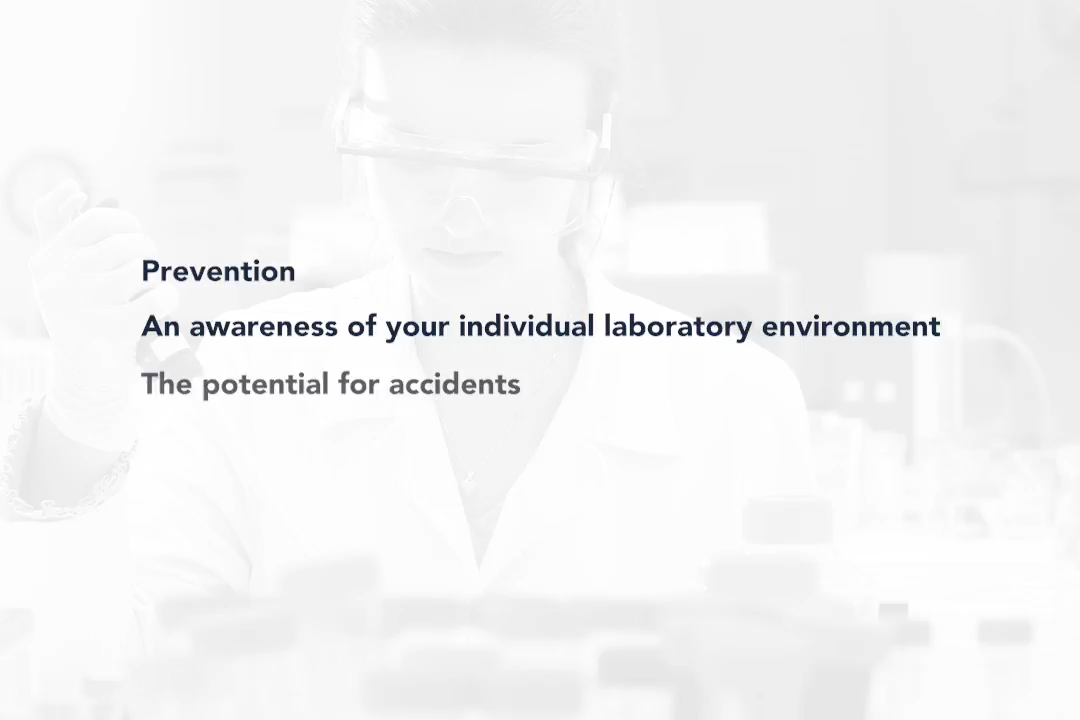 Prevention
An awareness of your individual laboratory environment
The potential for accidents